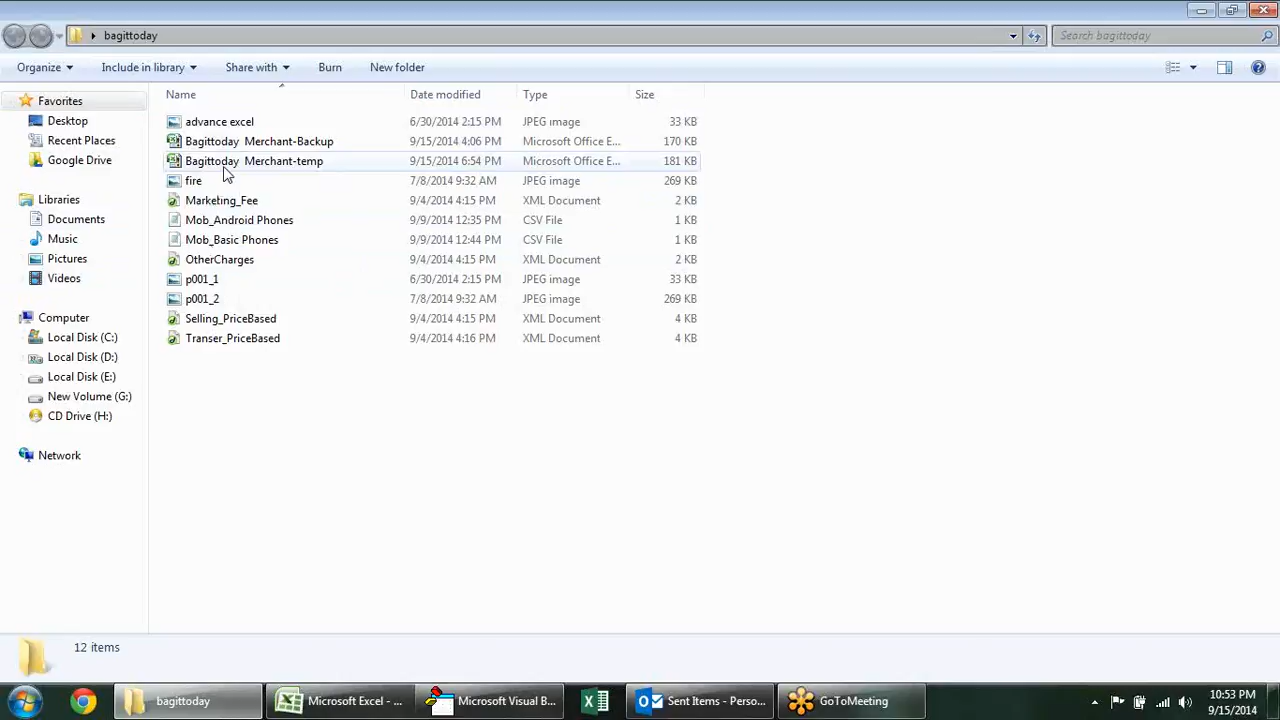 bagittoday
Search bagittoday
Organize Include in library Share with Burn New folder
Favorites
Desktop
Recent Places
Google Drive
Libraries
Documents
Music
Pictures
Videos
Computer
Local Disk (C:)
Local Disk (D:)
Local Disk (E:)
New Volume (G:)
CD Drive (H:)
Network
Name Date modified Type Size
advance excel 6/30/2014 2:15 PM JPEG image 33 KB
Bagittoday Merchant-Backup 9/15/2014 4:06 PM Microsoft Office E... 170 KB
Bagittoday Merchant-temp 9/15/2014 6:54 PM Microsoft Office E... 181 KB
fire 7/8/2014 9:32 AM JPEG image 269 KB
Marketing_Fee 9/4/2014 4:15 PM XML Document 2 KB
Mob_Android Phones 9/9/2014 12:35 PM CSV File 1 KB
Mob_Basic Phones 9/9/2014 12:44 PM CSV File 1 KB
OtherCharges 9/4/2014 4:15 PM XML Document 2 KB
p001_1 6/30/2014 2:15 PM JPEG image 33 KB
p001_2 7/8/2014 9:32 AM JPEG image 269 KB
Selling_PriceBased 9/4/2014 4:15 PM XML Document 4 KB
Transer_PriceBased 9/4/2014 4:16 PM XML Document 4 KB
12 items
bagittoday Microsoft Excel - ... Microsoft Visual B... Sent Items - Perso... GoToMeeting
10:53 PM
9/15/2014